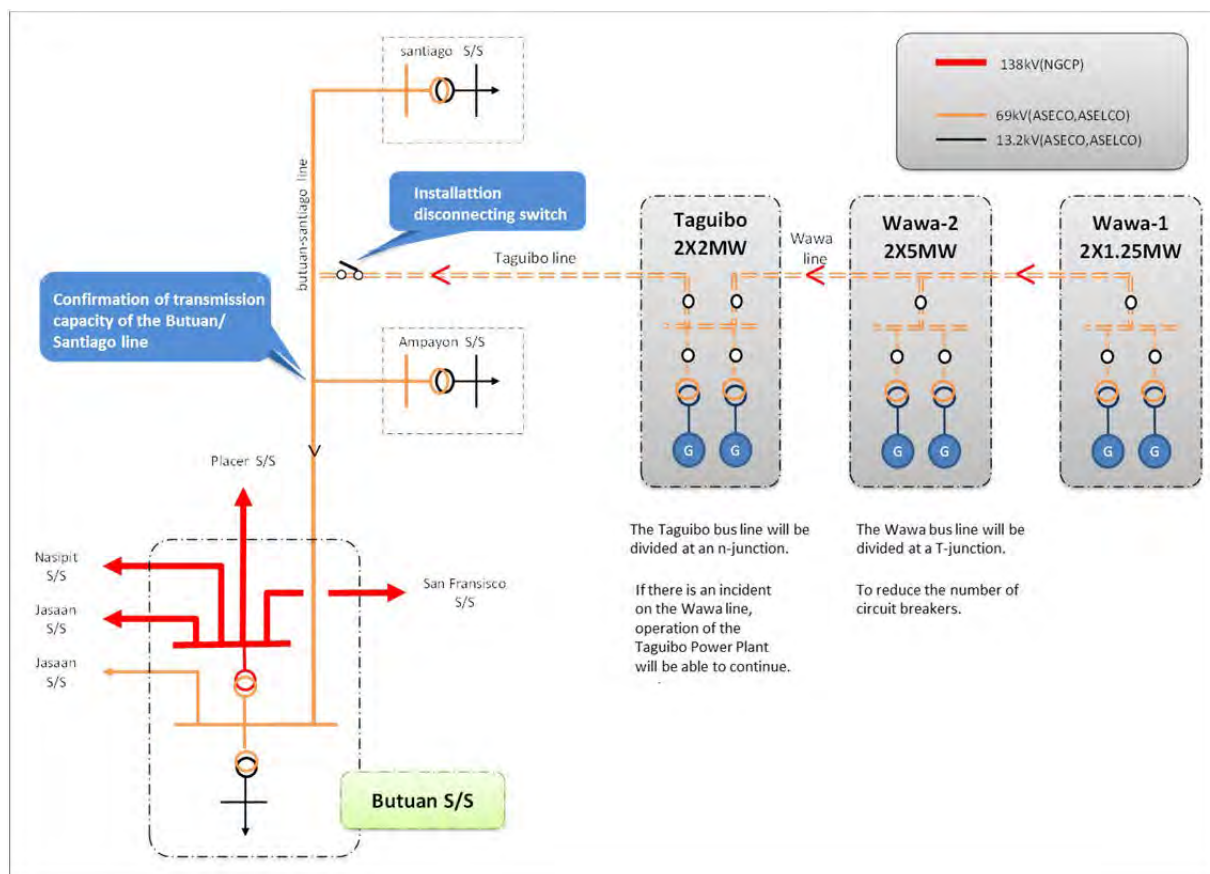 santiago S/S
138kV(NGCP)
69kV(ASECO,ASELCO)
13.2kV(ASECO,ASELCO)
butuan-santiago line
Installattion
disconnecting switch
Taguibo
2X2MW
Wawa
line
Wawa-2
2X5MW
Wawa-1
2X1.25MW
Taguibo line
Confirmation of transmission
capacity of the Butuan/
Santiago line
Ampayon S/S
G
G
G
G
G
G
Placer S/S
The Taguibo bus line will be
divided at an n-junction.
If there is an incident
on the Wawa line,
operation of the
Taguibo Power Plant
will be able to continue.
The Wawa bus line will be
divided at a T-junction.
To reduce the number of
circuit breakers.
Nasipit
S/S
San Fransisco
S/S
Jasaan
S/S
Jasaan
S/S
Butuan S/S